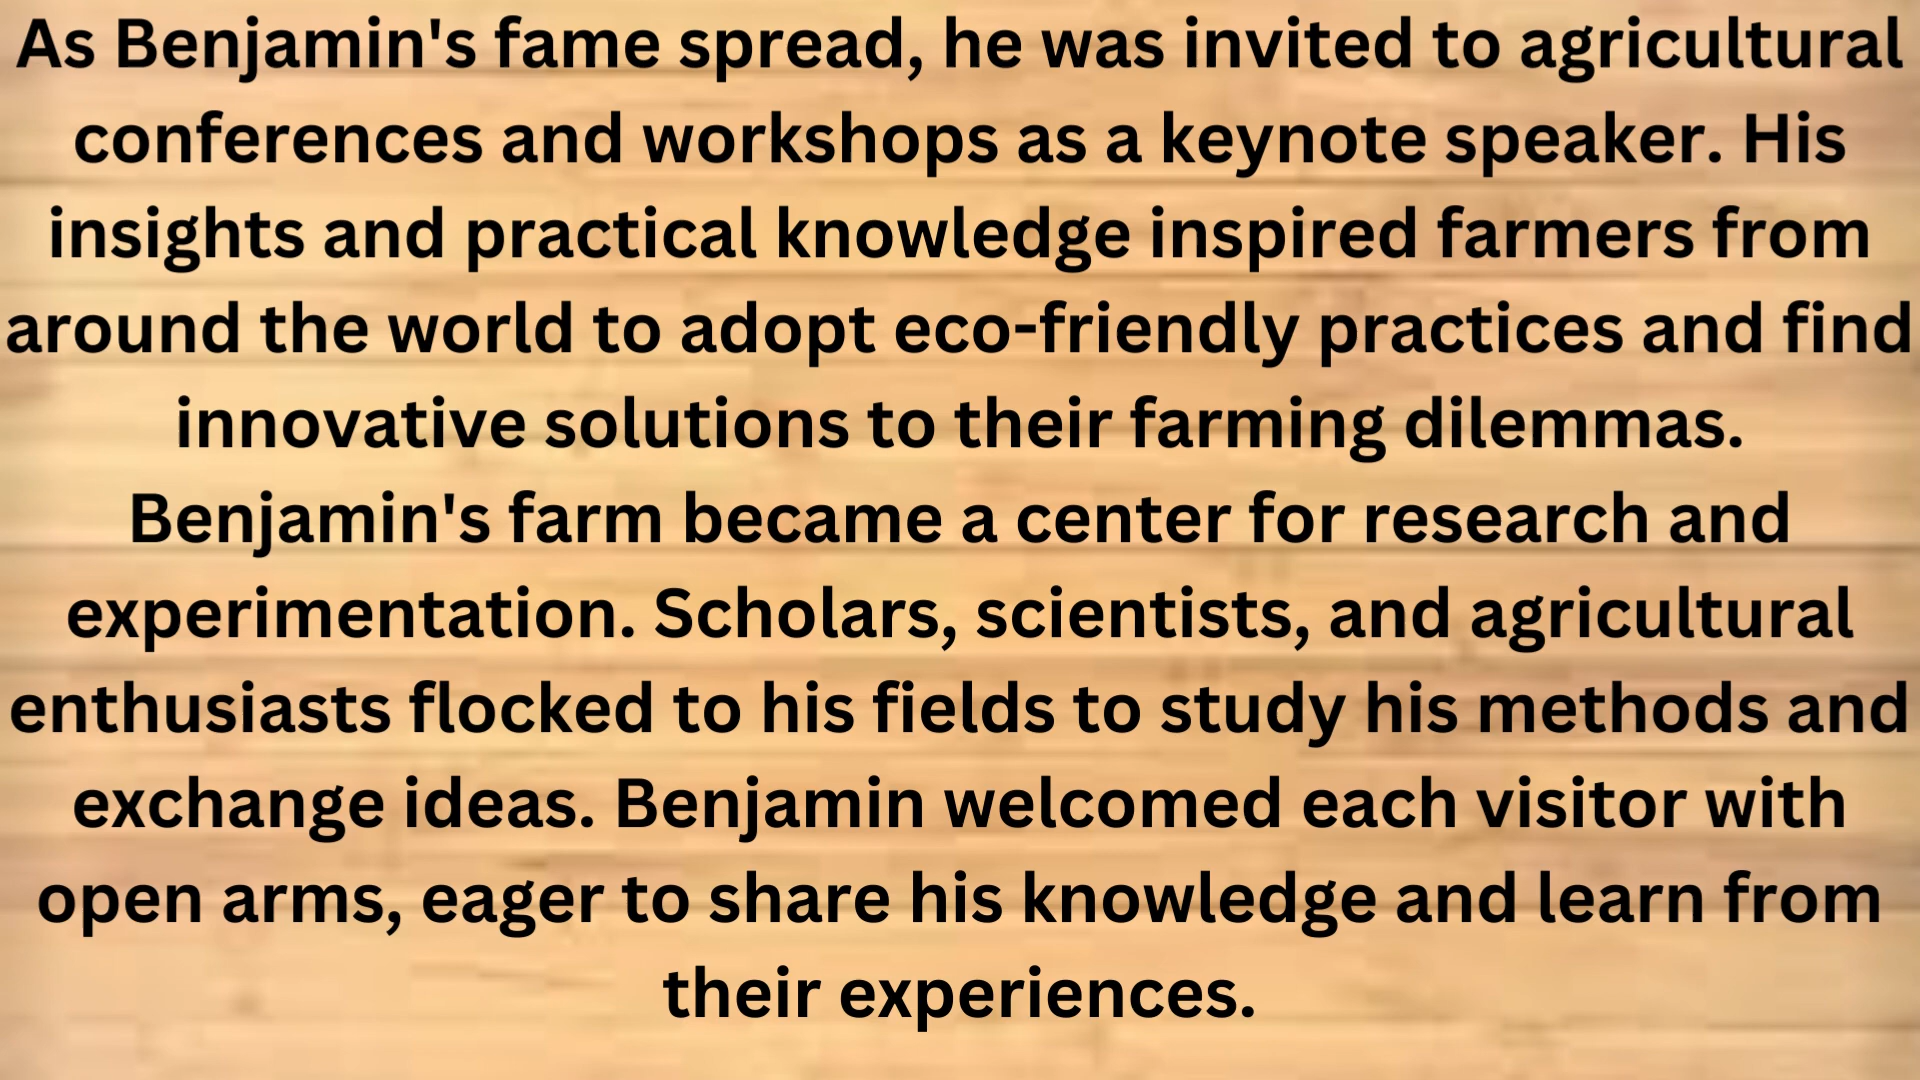 As Benjamin's fame spread, he was invited to agricultural
conferences and workshops as a keynote speaker. His
insights and practical knowledge inspired farmers from
around the world to adopt eco-friendly practices and find
innovative solutions to their farming dilemmas.
Benjamin's farm became a center for research and
experimentation. Scholars, scientists, and agricultural
enthusiasts flocked to his fields to study his methods and
exchange ideas. Benjamin welcomed each visitor with
open arms, eager to share his knowledge and learn from
their experiences.